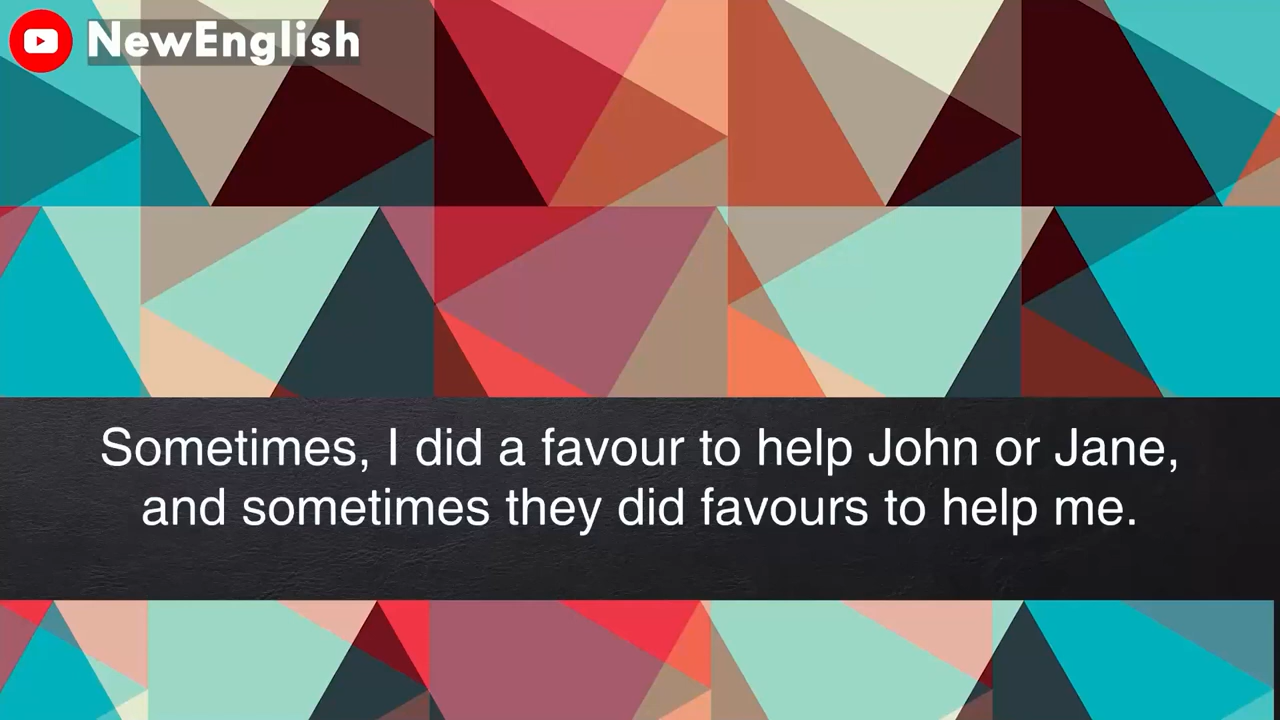 NewEnglish
Sometimes, I did a favour to help John or Jane,
and sometimes they did favours to help me.